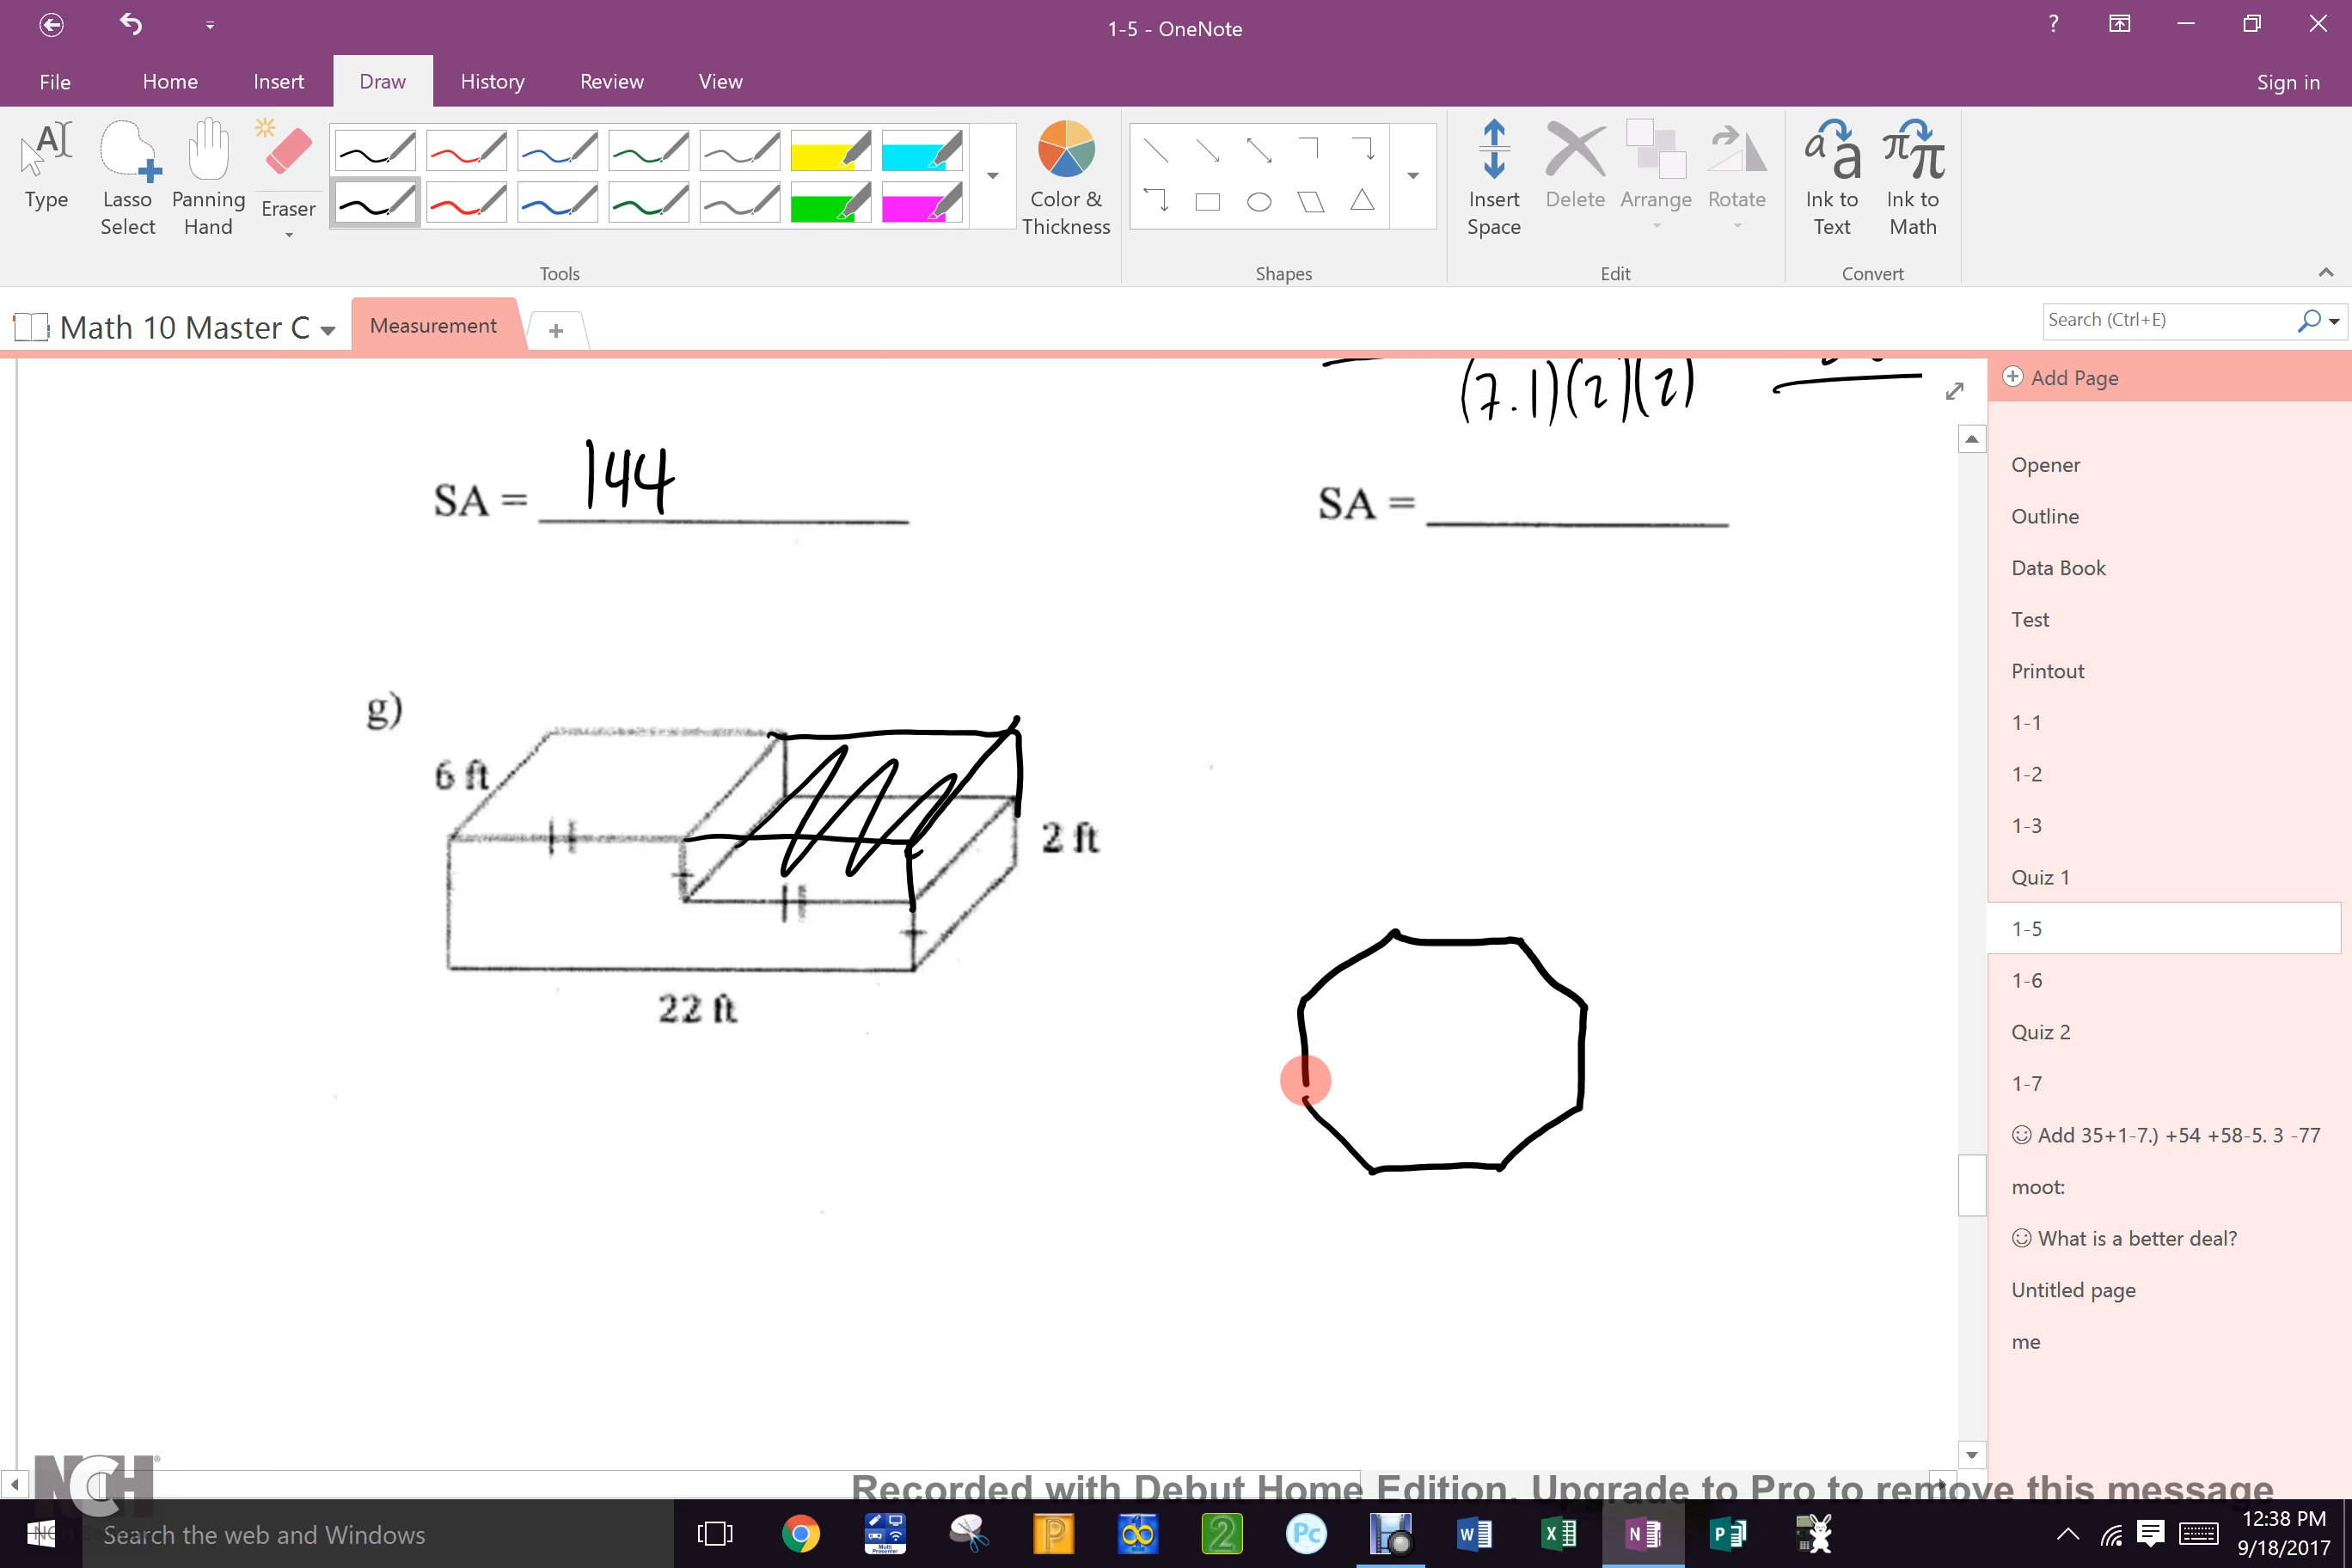 1-5 - OneNote
?
File Home Insert Draw History Review View Sign in
Type
Lasso Select
Panning Hand
Eraser
Color & Thickness
Insert Space
Delete
Arrange
Rotate
Ink to Text
Ink to Math
Tools Shapes Edit Convert
Math 10 Master C
Measurement
+
Search (Ctrl+E)
Add Page
Opener
Outline
Data Book
Test
Printout
1-1
1-2
1-3
Quiz 1
1-5
1-6
Quiz 2
1-7
Add 35+1-7.) +54 +58-5. 3 -77
moot:
What is a better deal?
Untitled page
me
(7.1)(2)(2)
SA = 144
SA =
g)
6 ft
2 ft
22 ft
NCH
Recorded with Debut Home Edition. Upgrade to Pro to remove this message
Search the web and Windows
12:38 PM
9/18/2017